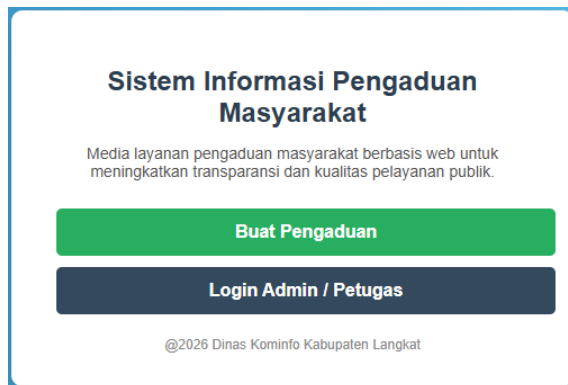 Sistem Informasi Pengaduan
Masyarakat
Media layanan pengaduan masyarakat berbasis web untuk
meningkatkan transparansi dan kualitas pelayanan publik.
Buat Pengaduan
Login Admin / Petugas
@2026 Dinas Kominfo Kabupaten Langkat